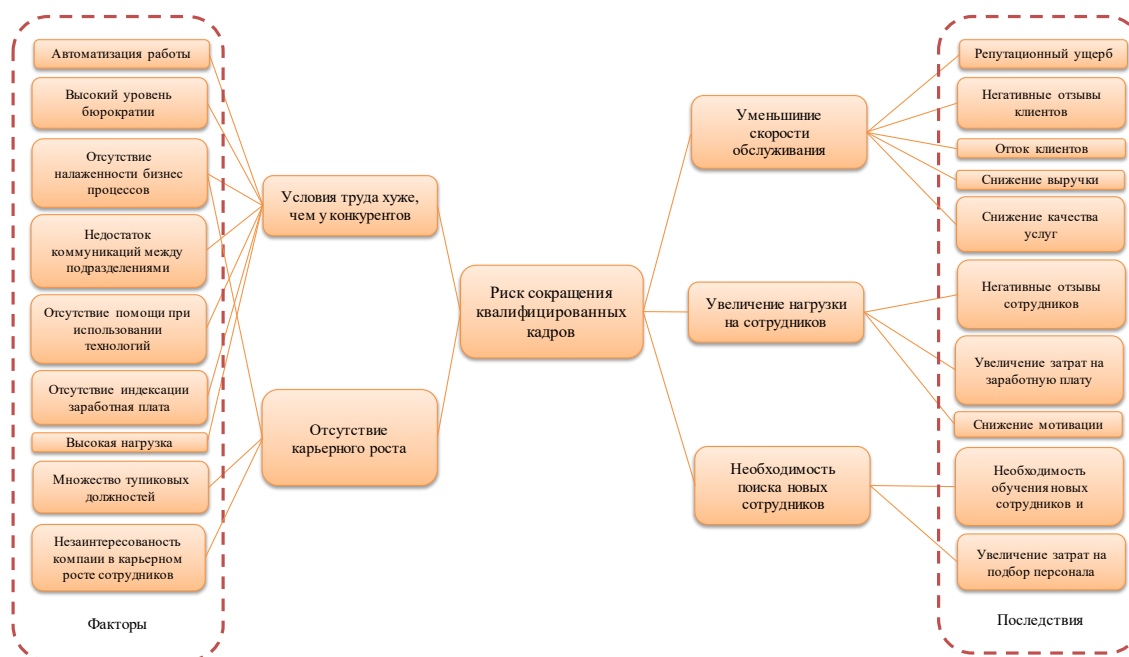 Автоматизация работы
Высокий уровень
бюрократии
Отсутствие
налаженности бизнес
процессов
Недостаток
коммуникаций между
подразделениями
Отсутствие помощи при
использовании
технологий
Отсутствие индексации
заработная плата
Высокая нагрузка
Множество тупиковых
должностей
Незаинтересованость
компаии в карьерном
росте сотрудников
Факторы
Условия труда хуже,
чем у конкурентов
Отсутствие
карьерного роста
Риск сокращения
квалифицированных
кадров
Уменьшиние
скорости
обслуживания
Увеличение нагрузки
на сотрудников
Необходимость
поиска новых
сотрудников
Репутационный ущерб
Негативные отзывы
клиентов
Отток клиентов
Снижение выручки
Снижение качества
услуг
Негативные отзывы
сотрудников
Увеличение затрат на
заработную плату
Снижение мотивации
Необходимость
обучения новых
сотрудников и
Увеличение затрат на
подбор персонала
Последствия